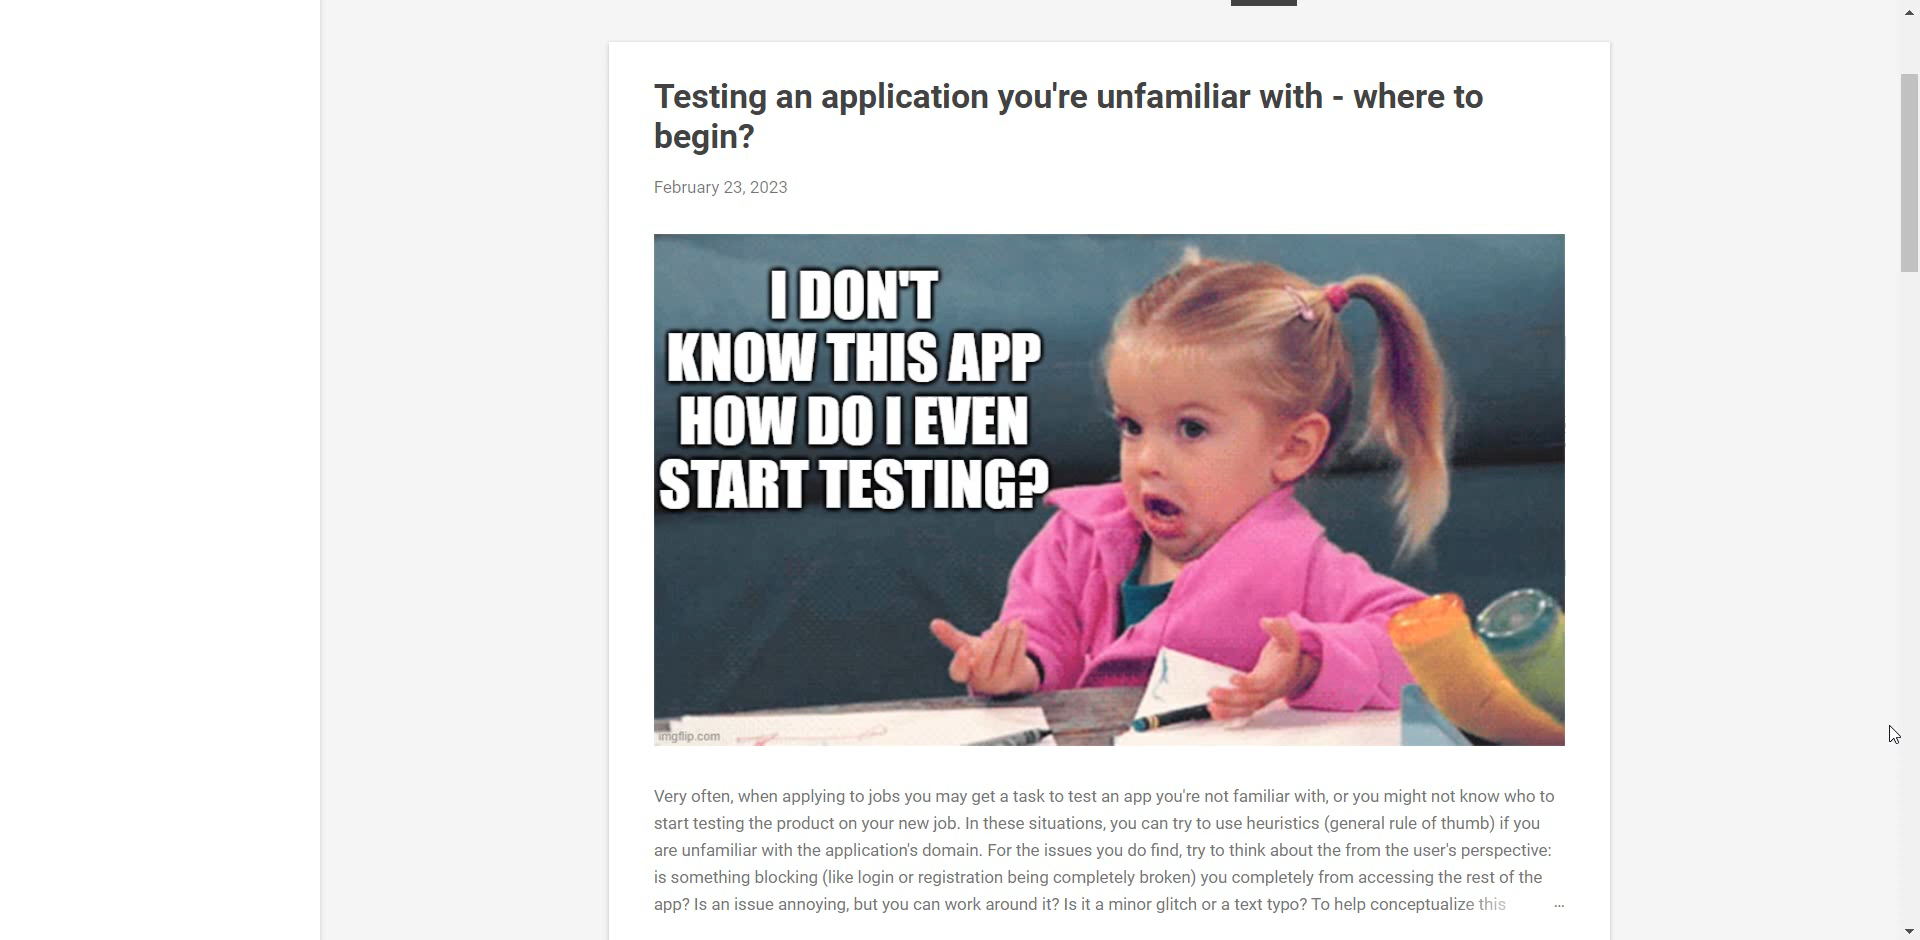 Testing an application you're unfamiliar with - where to
begin?
February 23, 2023
I DON'T
KNOW THIS APP
HOW DO I EVEN
START TESTING?
imgflip.com
Very often, when applying to jobs you may get a task to test an app you're not familiar with, or you might not know who to
start testing the product on your new job. In these situations, you can try to use heuristics (general rule of thumb) if you
are unfamiliar with the application's domain. For the issues you do find, try to think about the from the user's perspective:
is something blocking (like login or registration being completely broken) you completely from accessing the rest of the
app? Is an issue annoying, but you can work around it? Is it a minor glitch or a text typo? To help conceptualize this ...